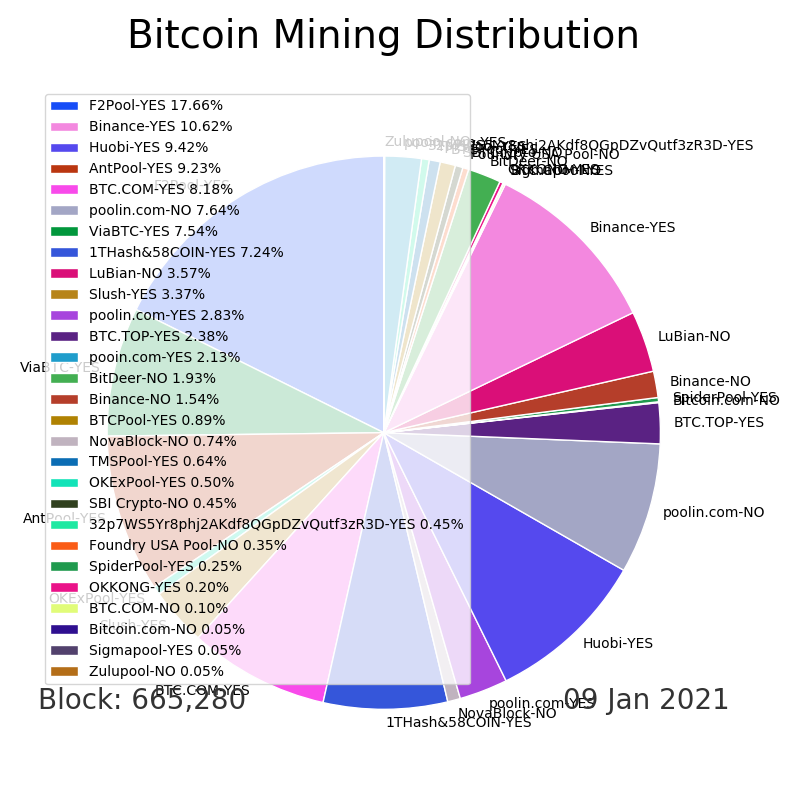 Bitcoin Mining Distribution
F2Pool-YES 17.66%
Binance-YES 10.62%
Huobi-YES 9.42%
AntPool-YES 9.23%
BTC.COM-YES 8.18%
poolin.com-NO 7.64%
ViaBTC-YES 7.54%
1THash&58COIN-YES 7.24%
LuBian-NO 3.57%
Slush-YES 3.37%
poolin.com-YES 2.83%
BTC.TOP-YES 2.38%
pooin.com-YES 2.13%
BitDeer-NO 1.93%
Binance-NO 1.54%
BTCPool-YES 0.89%
NovaBlock-NO 0.74%
TMSPool-YES 0.64%
OKExPool-YES 0.50%
SBI Crypto-NO 0.45%
32p7WS5Yr8phj2AKdf8QGpDZvQutf3zR3D-YES 0.45%
Foundry USA Pool-NO 0.35%
SpiderPool-YES 0.25%
OKKONG-YES 0.20%
BTC.COM-NO 0.10%
Bitcoin.com-NO 0.05%
Sigmapool-YES 0.05%
Zulupool-NO 0.05%
Zulupool-NO
BitDeer-NO
Binance-YES
LuBian-NO
Binance-NO
SpiderPool-YES
Bitcoin.com-NO
BTC.TOP-YES
poolin.com-NO
Huobi-YES
poolin.com-YES
NovaBlock-NO
1THash&58COIN-YES
BTC.COM-YES
Slush-YES
OKExPool-YES
AntPool-YES
ViaBTC-YES
F2Pool-YES
Block: 665,280
09 Jan 2021